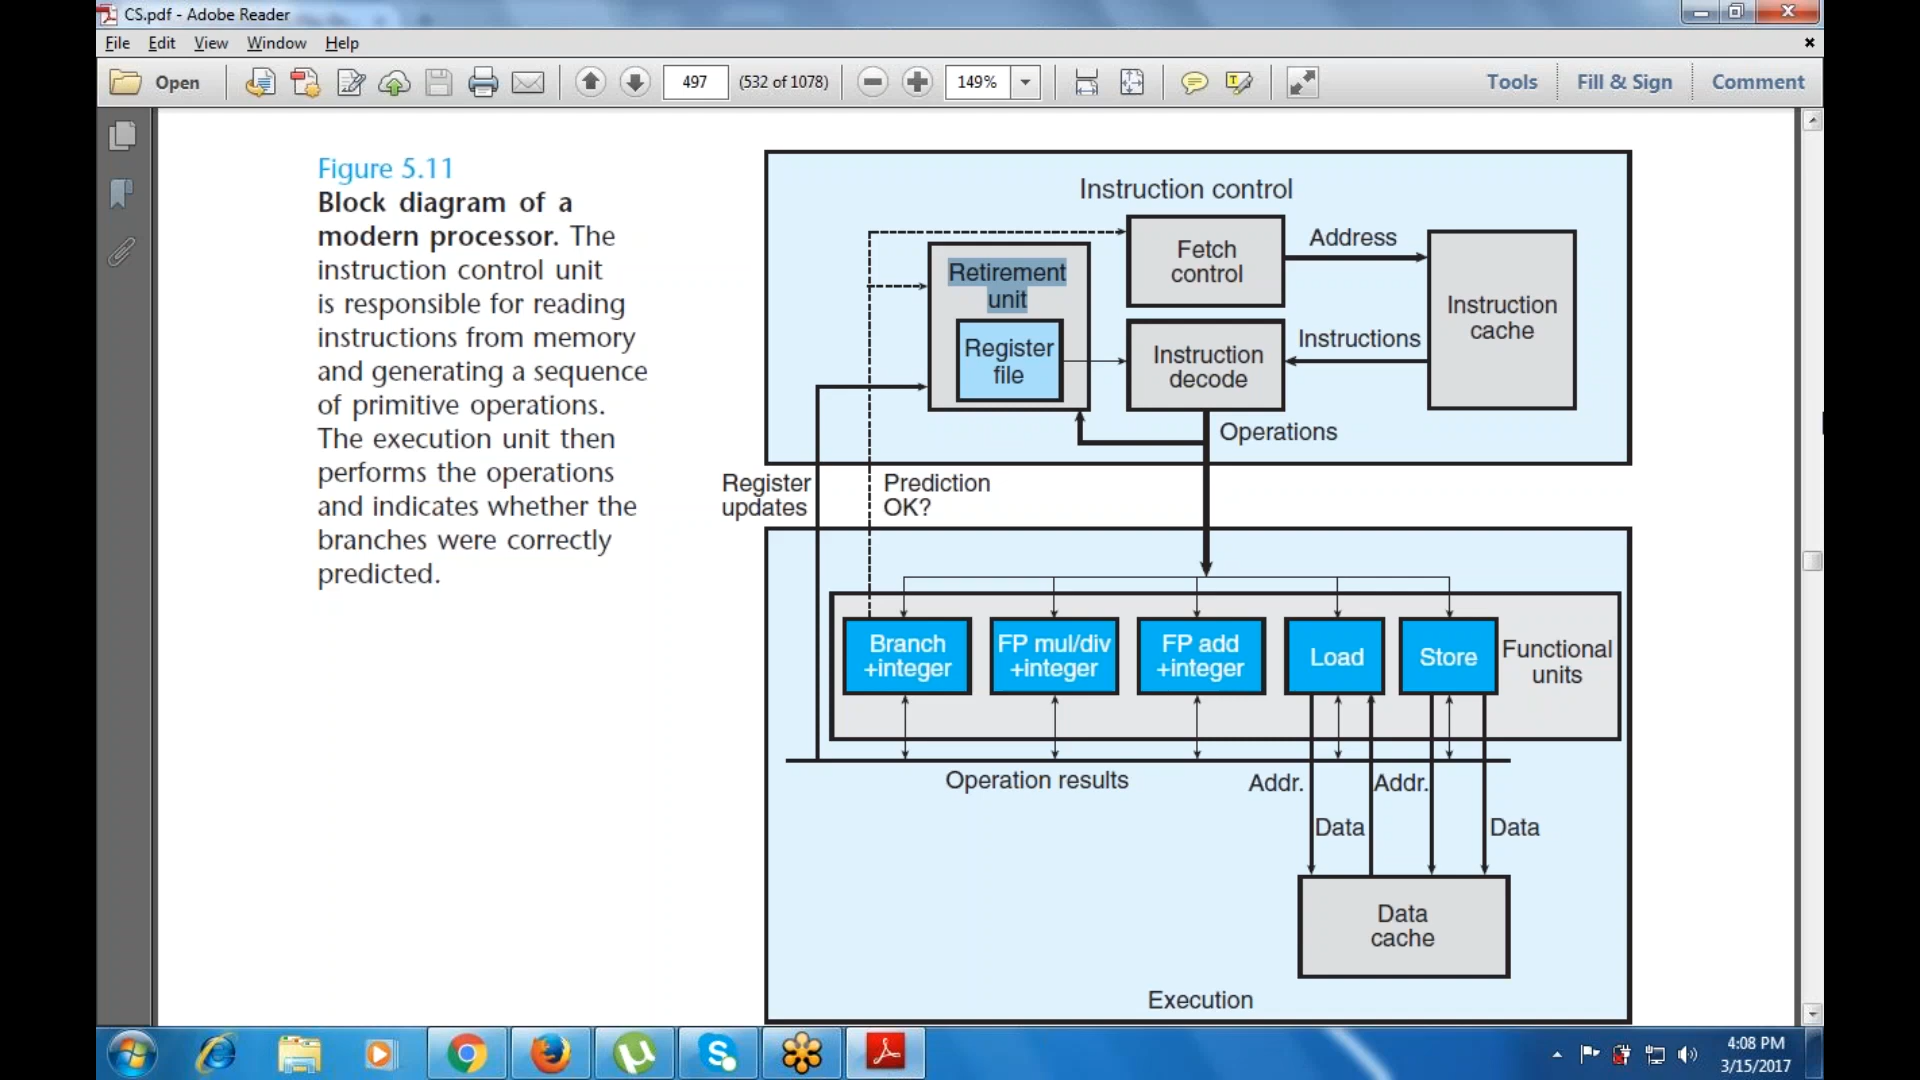 CS.pdf - Adobe Reader
File Edit View Window Help
Open 497 (532 of 1078) 149% Tools Fill & Sign Comment
Figure 5.11
Block diagram of a
modern processor. The
instruction control unit
is responsible for reading
instructions from memory
and generating a sequence
of primitive operations.
The execution unit then
performs the operations
and indicates whether the
branches were correctly
predicted.
Instruction control
Fetch
control
Address
Retirement
unit
Register
file
Instruction
decode
Instructions
Instruction
cache
Operations
Register
updates
Prediction
OK?
Branch
+integer
FP mul/div
+integer
FP add
+integer
Load
Store
Functional
units
Operation results
Addr.
Addr.
Data
Data
Data
cache
Execution
4:08 PM
3/15/2017